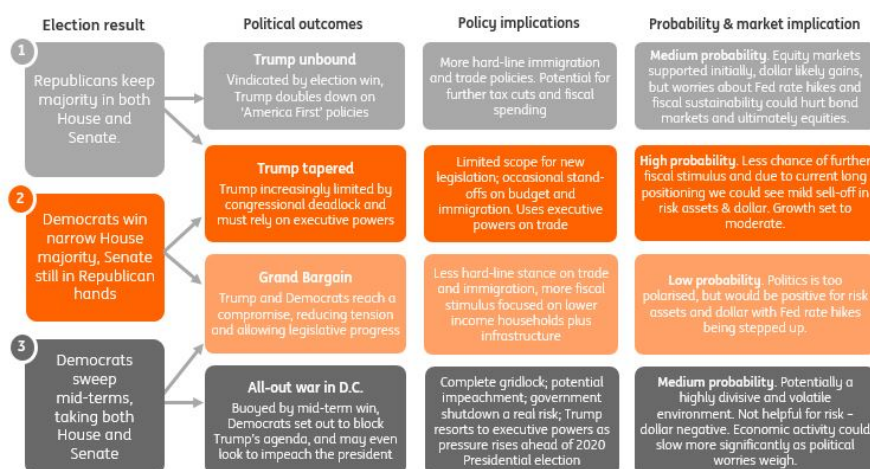 Election result
Political outcomes
Policy implications
Probability & market implication
1
Republicans keep
majority in both
House and
Senate.
Trump unbound
Vindicated by election win,
Trump doubles down on
'America First' policies
More hard-line immigration
and trade policies. Potential for
further tax cuts and fiscal
spending
Medium probability. Equity markets
supported initially, dollar likely gains,
but worries about Fed rate hikes and
fiscal sustainability could hurt bond
markets and ultimately equities.
2
Democrats win
narrow House
majority, Senate
still in Republican
hands
Trump tapered
Trump increasingly limited by
congressional deadlock and
must rely on executive powers
Limited scope for new
legislation; occasional stand-
offs on budget and
immigration. Uses executive
powers on trade
High probability. Less chance of further
fiscal stimulus and due to current long
positioning we could see mild sell-off in
risk assets & dollar. Growth set to
moderate.
Grand Bargain
Trump and Democrats reach a
compromise, reducing tension
and allowing legislative progress
Less hard-line stance on trade
and immigration, more fiscal
stimulus focused on lower
income households plus
infrastructure
Low probability. Politics is too
polarised, but would be positive for risk
assets and dollar with Fed rate hikes
being stepped up.
3
Democrats
sweep
mid-terms,
taking both
House and
Senate
All-out war in D.C.
Buoyed by mid-term win,
Democrats set out to block
Trump's agenda, and may even
look to impeach the president
Complete gridlock; potential
impeachment; government
shutdown a real risk; Trump
resorts to executive powers as
pressure rises ahead of 2020
Presidential election
Medium probability. Potentially a
highly divisive and volatile
environment. Not helpful for risk –
dollar negative. Economic activity could
slow more significantly as political
worries weigh.